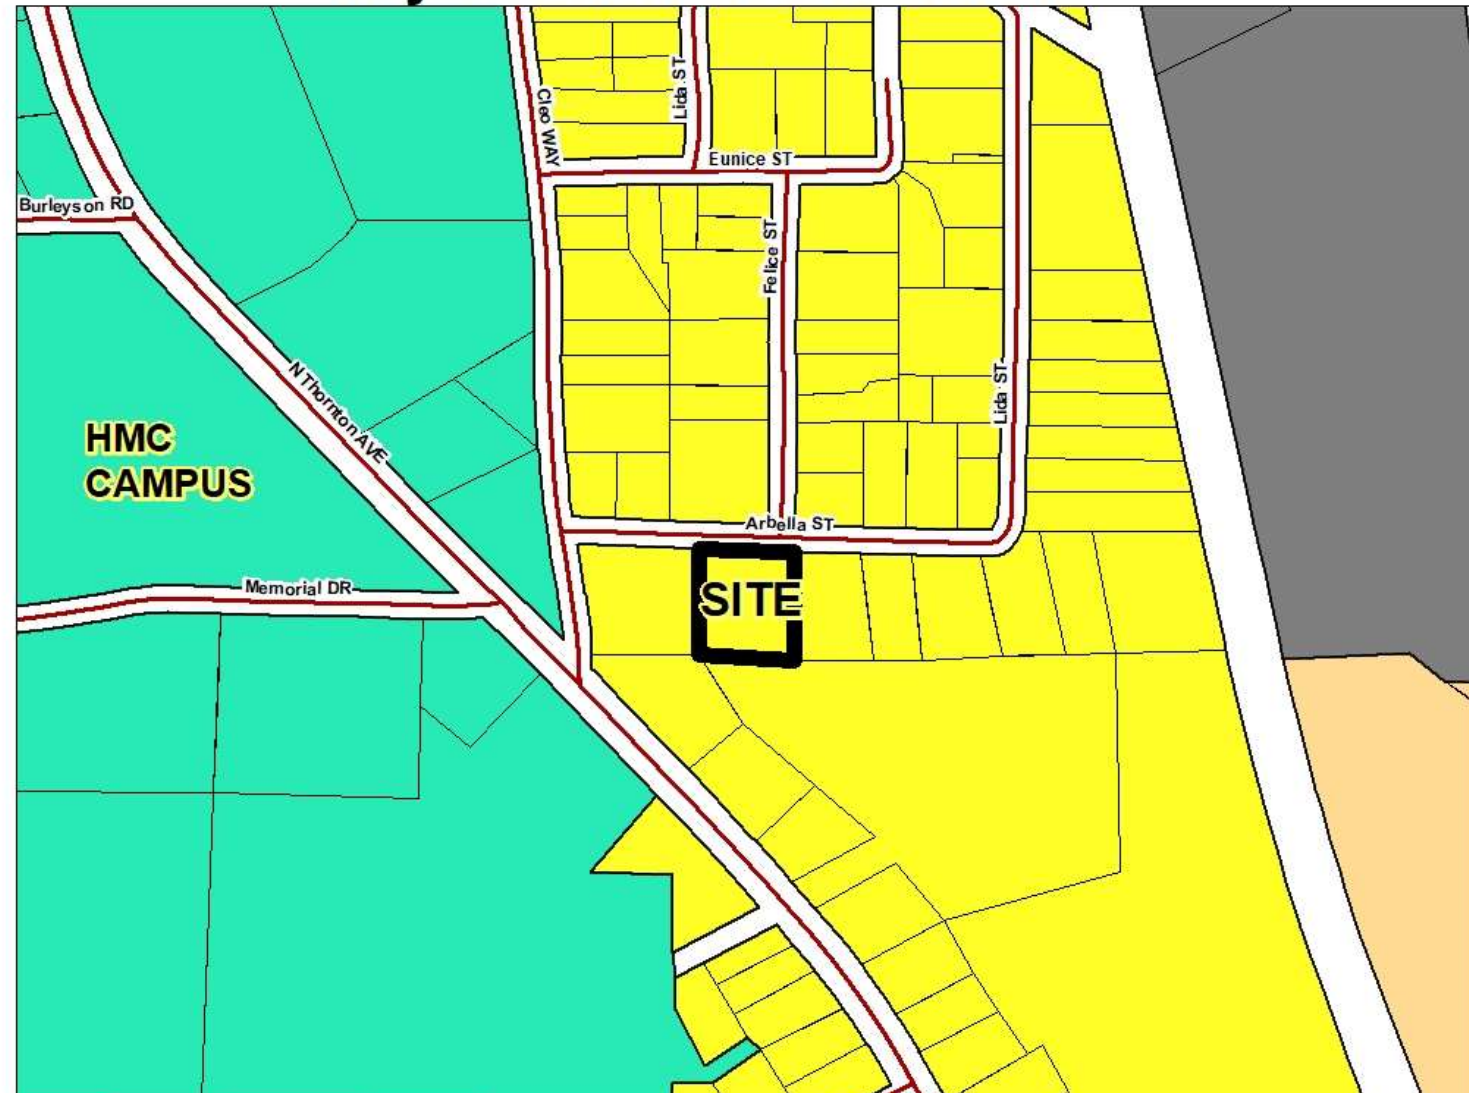 Cleo WAY
Lida ST
Eunice ST
Burleyson RD
Felice ST
N Thornton AVE
Lida ST
HMC
CAMPUS
Arbella ST
Memorial DR
SITE